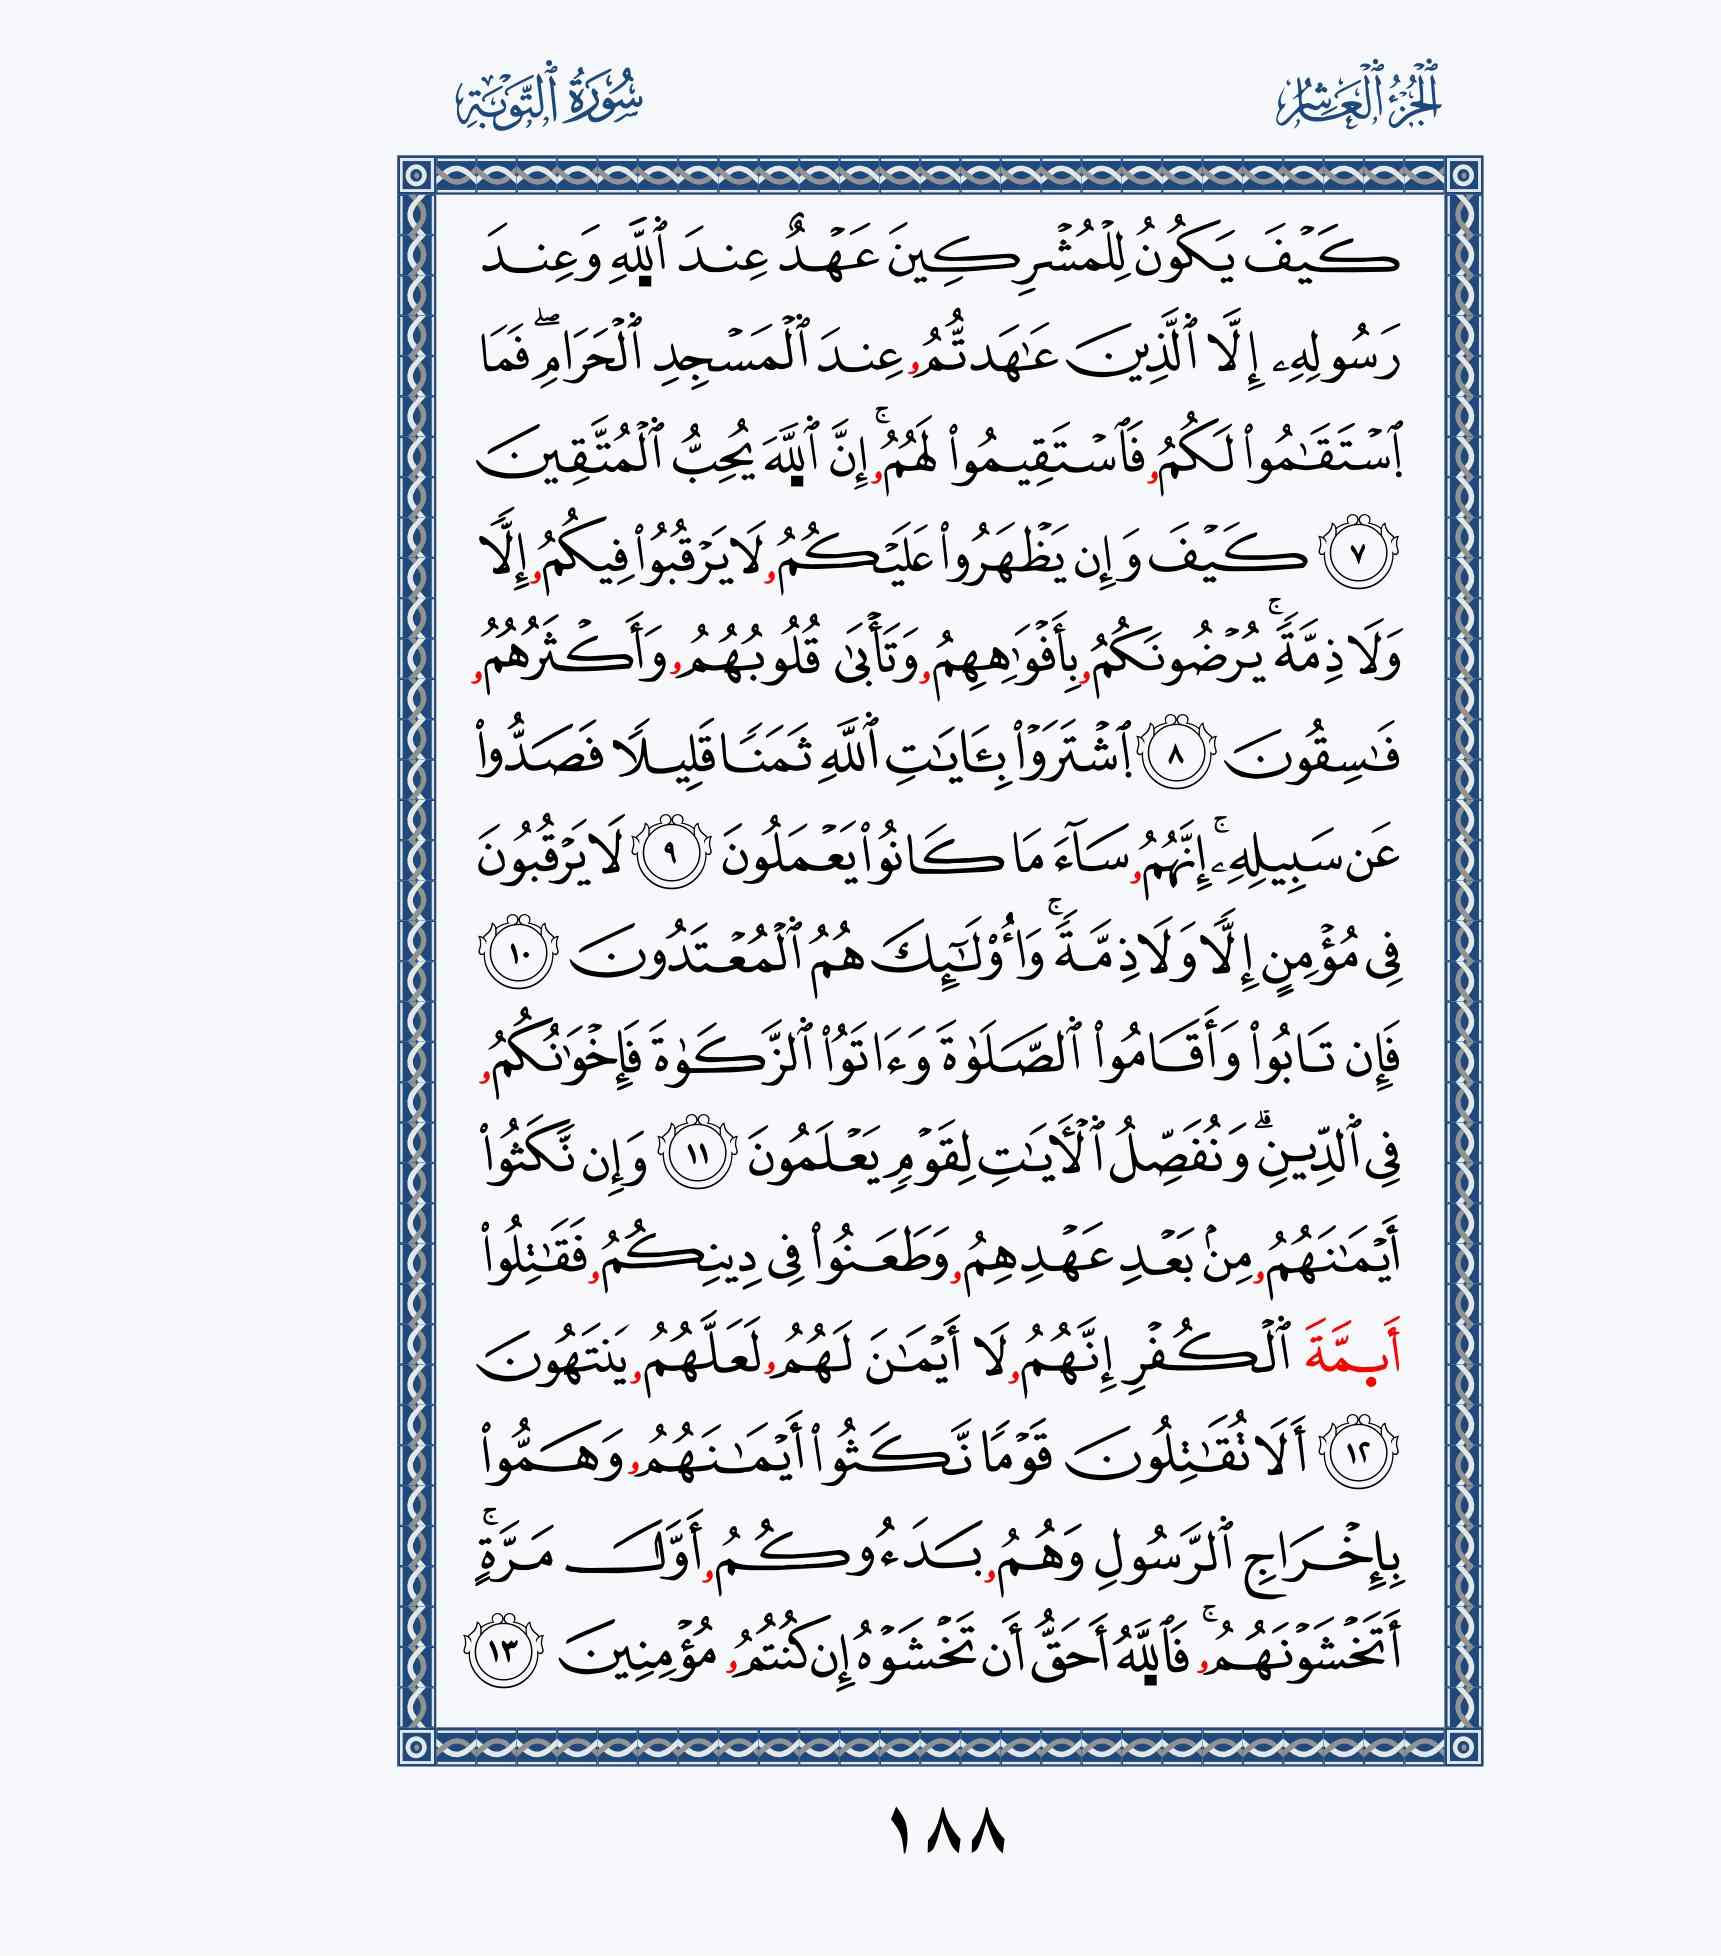 ٱلْجُزْءُ ٱلْعَاشِرُ
سُورَةُ ٱلتَّوْبَةِ
كَيْفَ يَكُونُ لِلْمُشْرِكِينَ عَهْدٌ عِندَ ٱللَّهِ وَعِندَ
رَسُولِهِۦ إِلَّا ٱلَّذِينَ عَٰهَدتُّمُۥ عِندَ ٱلْمَسْجِدِ ٱلْحَرَامِۖ فَمَا
ٱسْتَقَٰمُوا۟ لَكُمُۥ فَٱسْتَقِيمُوا۟ لَهُمُۥۚ إِنَّ ٱللَّهَ يُحِبُّ ٱلْمُتَّقِينَ
٧ كَيْفَ وَإِن يَظْهَرُوا۟ عَلَيْكُمُۥ لَا يَرْقُبُوا۟ فِيكُمُۥ إِلًّا
وَلَا ذِمَّةًۚ يُرْضُونَكُمُۥ بِأَفْوَٰهِهِمُۥ وَتَأْبَىٰ قُلُوبُهُمُۥ وَأَكْثَرُهُمُۥ
فَٰسِقُونَ ٨ ٱشْتَرَوْا۟ بِـَٔايَٰتِ ٱللَّهِ ثَمَنًا قَلِيلًا فَصَدُّوا۟
عَن سَبِيلِهِۦۚ إِنَّهُمُۥ سَآءَ مَا كَانُوا۟ يَعْمَلُونَ ٩ لَا يَرْقُبُونَ
فِى مُؤْمِنٍ إِلًّا وَلَا ذِمَّةًۚ وَأُو۟لَٰٓئِكَ هُمُ ٱلْمُعْتَدُونَ ١٠
فَإِن تَابُوا۟ وَأَقَامُوا۟ ٱلصَّلَوٰةَ وَءَاتَوُا۟ ٱلزَّكَوٰةَ فَإِخْوَٰنُكُمُۥ
فِى ٱلدِّينِۗ وَنُفَصِّلُ ٱلْأَيَٰتِ لِقَوْمٍ يَعْلَمُونَ ١١ وَإِن نَّكَثُوا۟
أَيْمَٰنَهُمُۥ مِنۢ بَعْدِ عَهْدِهِمُۥ وَطَعَنُوا۟ فِى دِينِكُمُۥ فَقَٰتِلُوا۟
أَىِٕمَّةَ ٱلْكُفْرِ إِنَّهُمُۥ لَا أَيْمَٰنَ لَهُمُۥ لَعَلَّهُمُۥ يَنتَهُونَ
١٢ أَلَا تُقَٰتِلُونَ قَوْمًا نَّكَثُوا۟ أَيْمَٰنَهُمُۥ وَهَمُّوا۟
بِإِخْرَاجِ ٱلرَّسُولِ وَهُمُۥ بَدَءُوكُمُۥ أَوَّلَ مَرَّةٍۚ
أَتَخْشَوْنَهُمُۥۚ فَٱللَّهُ أَحَقُّ أَن تَخْشَوْهُ إِن كُنتُمُۥ مُؤْمِنِينَ ١٣
١٨٨